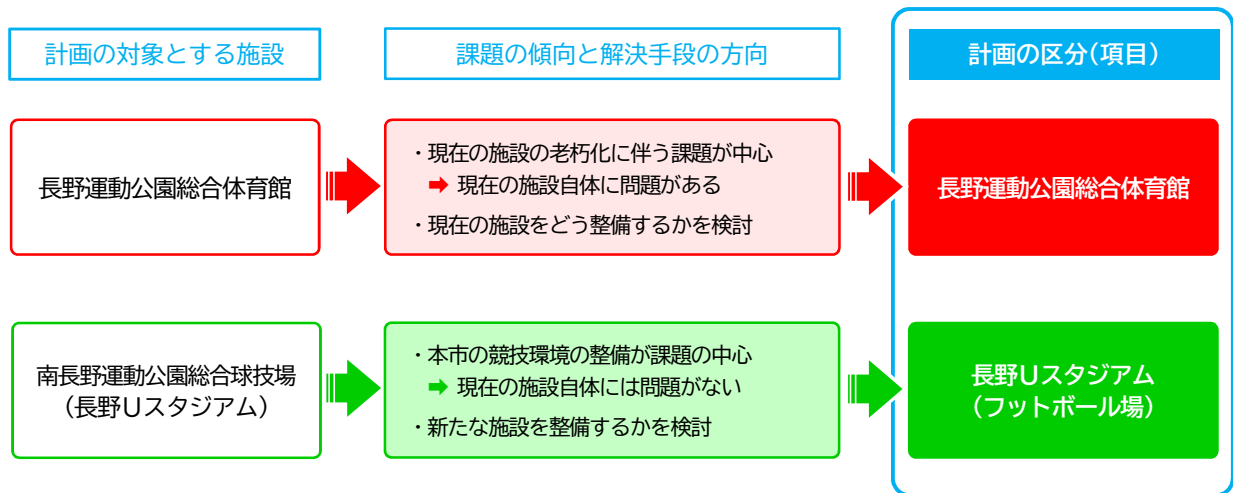 計画の対象とする施設
課題の傾向と解決手段の方向
計画の区分(項目)
長野運動公園総合体育館
・現在の施設の老朽化に伴う課題が中心
➡ 現在の施設自体に問題がある
・現在の施設をどう整備するかを検討
長野運動公園総合体育館
南長野運動公園総合球技場
(長野Uスタジアム)
・本市の競技環境の整備が課題の中心
➡ 現在の施設自体には問題がない
・新たな施設を整備するかを検討
長野Uスタジアム
(フットボール場)